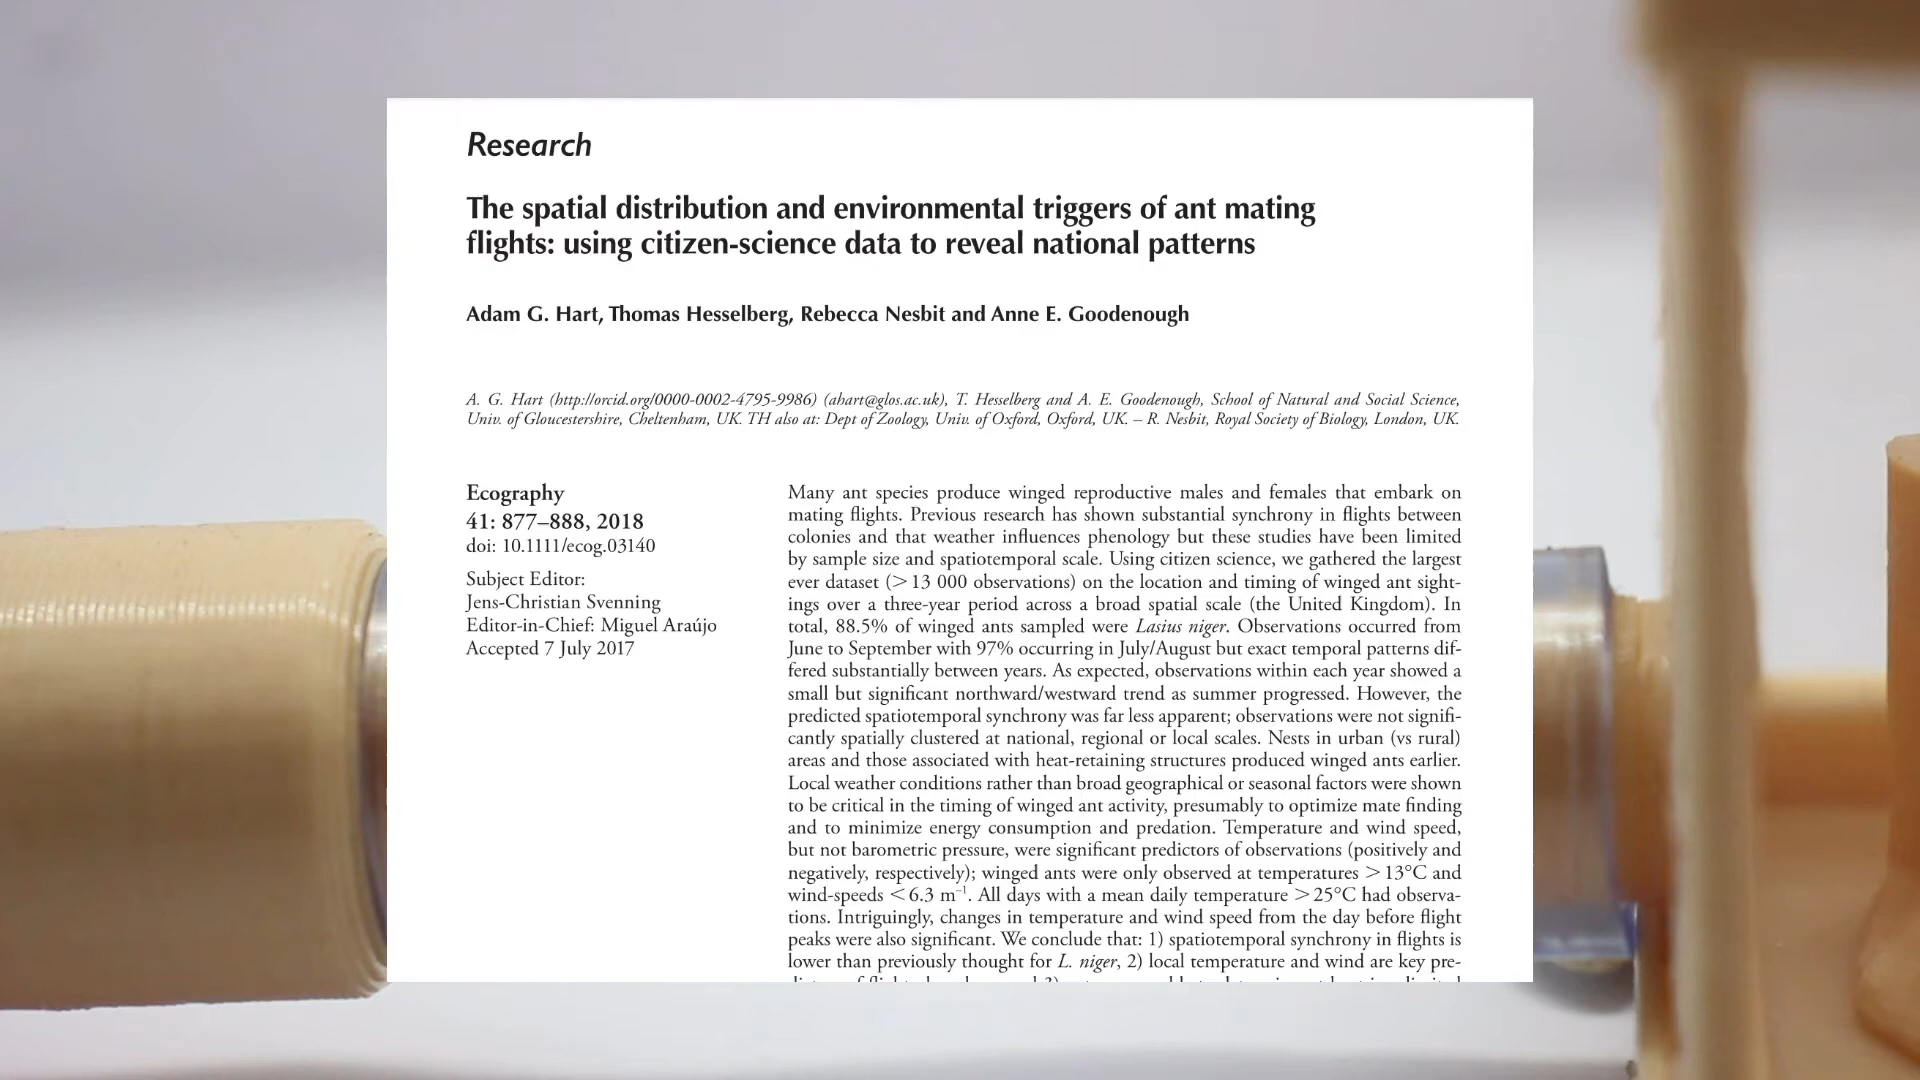 Research
The spatial distribution and environmental triggers of ant mating
flights: using citizen-science data to reveal national patterns
Adam G. Hart, Thomas Hesselberg, Rebecca Nesbit and Anne E. Goodenough
A. G. Hart (http://orcid.org/0000-0002-4795-9986) (ahart@glos.ac.uk), T. Hesselberg and A. E. Goodenough, School of Natural and Social Science,
Univ. of Gloucestershire, Cheltenham, UK. TH also at: Dept of Zoology, Univ. of Oxford, Oxford, UK. – R. Nesbit, Royal Society of Biology, London, UK.
Ecography
41: 877–888, 2018
doi: 10.1111/ecog.03140
Subject Editor:
Jens-Christian Svenning
Editor-in-Chief: Miguel Araújo
Accepted 7 July 2017
Many ant species produce winged reproductive males and females that embark on
mating flights. Previous research has shown substantial synchrony in flights between
colonies and that weather influences phenology but these studies have been limited
by sample size and spatiotemporal scale. Using citizen science, we gathered the largest
ever dataset (> 13 000 observations) on the location and timing of winged ant sight-
ings over a three-year period across a broad spatial scale (the United Kingdom). In
total, 88.5% of winged ants sampled were Lasius niger. Observations occurred from
June to September with 97% occurring in July/August but exact temporal patterns dif-
fered substantially between years. As expected, observations within each year showed a
small but significant northward/westward trend as summer progressed. However, the
predicted spatiotemporal synchrony was far less apparent; observations were not signifi-
cantly spatially clustered at national, regional or local scales. Nests in urban (vs rural)
areas and those associated with heat-retaining structures produced winged ants earlier.
Local weather conditions rather than broad geographical or seasonal factors were shown
to be critical in the timing of winged ant activity, presumably to optimize mate finding
and to minimize energy consumption and predation. Temperature and wind speed,
but not barometric pressure, were significant predictors of observations (positively and
negatively, respectively); winged ants were only observed at temperatures > 13°C and
wind-speeds < 6.3 m⁻¹. All days with a mean daily temperature > 25°C had observa-
tions. Intriguingly, changes in temperature and wind speed from the day before flight
peaks were also significant. We conclude that: 1) spatiotemporal synchrony in flights is
lower than previously thought for L. niger, 2) local temperature and wind are key pre-